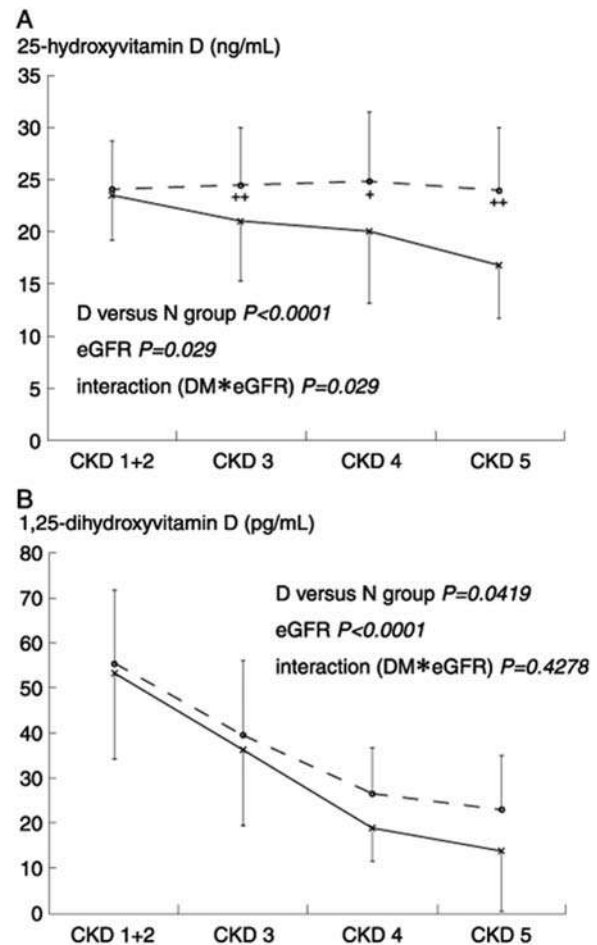 A
25-hydroxyvitamin D (ng/mL)
35
30
25
20
15
10
5
0
++
+
++
D versus N group P<0.0001
eGFR P=0.029
interaction (DM*eGFR) P=0.029
CKD 1+2 CKD 3 CKD 4 CKD 5
B
1,25-dihydroxyvitamin D (pg/mL)
80
70
60
50
40
30
20
10
0
D versus N group P=0.0419
eGFR P<0.0001
interaction (DM*eGFR) P=0.4278
CKD 1+2 CKD 3 CKD 4 CKD 5